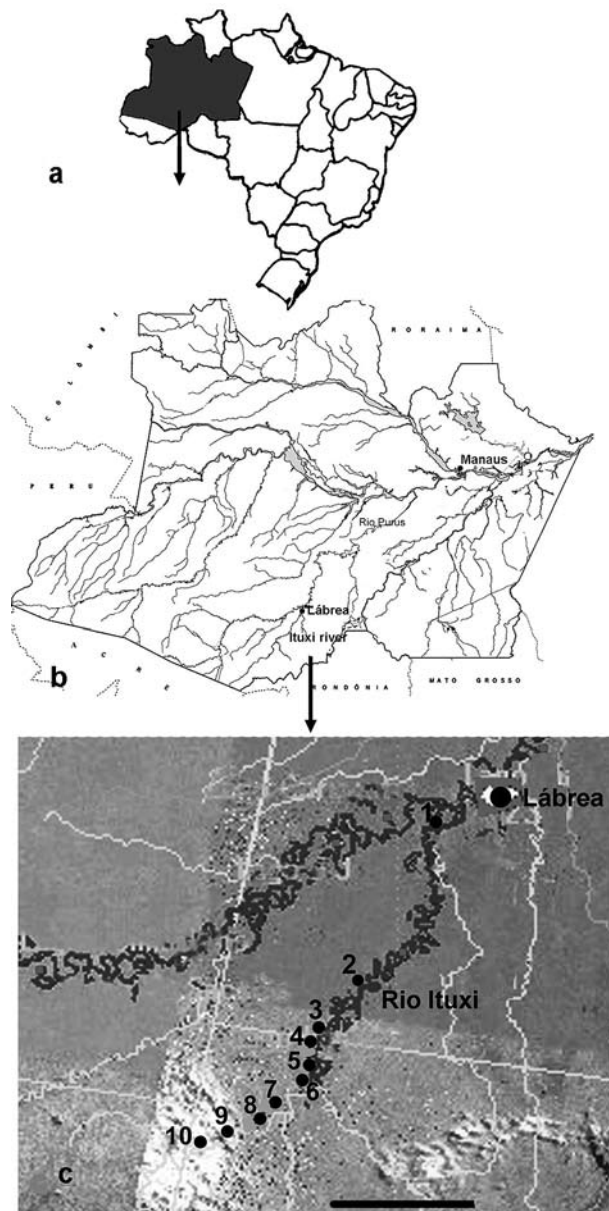 a
RORAIMA
COLÔMBI
Manaus
PERU
Rio Purus
Lábrea
Ituxi river
ACRE
b
RONDÔNIA
MATO GROSSO
Lábrea
1
2
Rio Ituxi
3
4
5
6
7
8
9
10
c